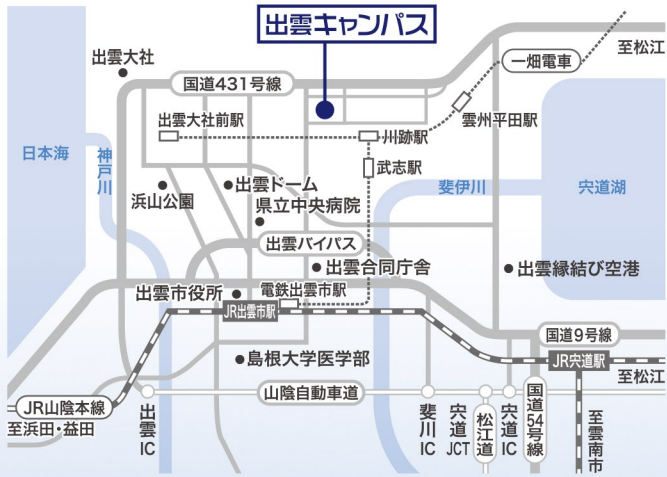 出雲キャンパス
至松江
出雲大社
一畑電車
国道431号線
雲州平田駅
出雲大社前駅
川跡駅
日本海
神戸川
武志駅
浜山公園
出雲ドーム
斐伊川
宍道湖
県立中央病院
出雲バイパス
出雲合同庁舎
出雲縁結び空港
出雲市役所
電鉄出雲市駅
JR出雲市駅
国道9号線
島根大学医学部
JR宍道駅
至松江
山陰自動車道
JR山陰本線
至浜田・益田
出雲IC
斐川IC
宍道JCT
松江道
宍道IC
国道54号線
至雲南市